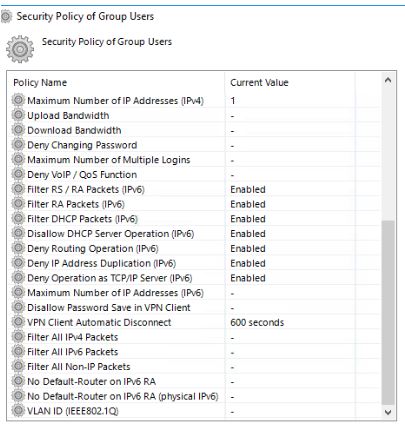 Security Policy of Group Users
Security Policy of Group Users
Policy Name Current Value
Maximum Number of IP Addresses (IPv4) 1
Upload Bandwidth -
Download Bandwidth -
Deny Changing Password -
Maximum Number of Multiple Logins -
Deny VoIP / QoS Function -
Filter RS / RA Packets (IPv6) Enabled
Filter RA Packets (IPv6) Enabled
Filter DHCP Packets (IPv6) Enabled
Disallow DHCP Server Operation (IPv6) Enabled
Deny Routing Operation (IPv6) Enabled
Deny IP Address Duplication (IPv6) Enabled
Deny Operation as TCP/IP Server (IPv6) Enabled
Maximum Number of IP Addresses (IPv6) -
Disallow Password Save in VPN Client -
VPN Client Automatic Disconnect 600 seconds
Filter All IPv4 Packets -
Filter All IPv6 Packets -
Filter All Non-IP Packets -
No Default-Router on IPv6 RA -
No Default-Router on IPv6 RA (physical IPv6) -
VLAN ID (IEEE802.1Q) -